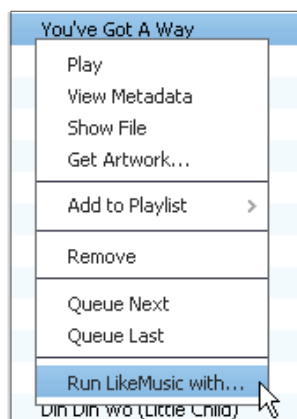 You've Got A Way
Play
View Metadata
Show File
Get Artwork...
Add to Playlist >
Remove
Queue Next
Queue Last
Run LikeMusic with...
Din Din Wo (Little Child)